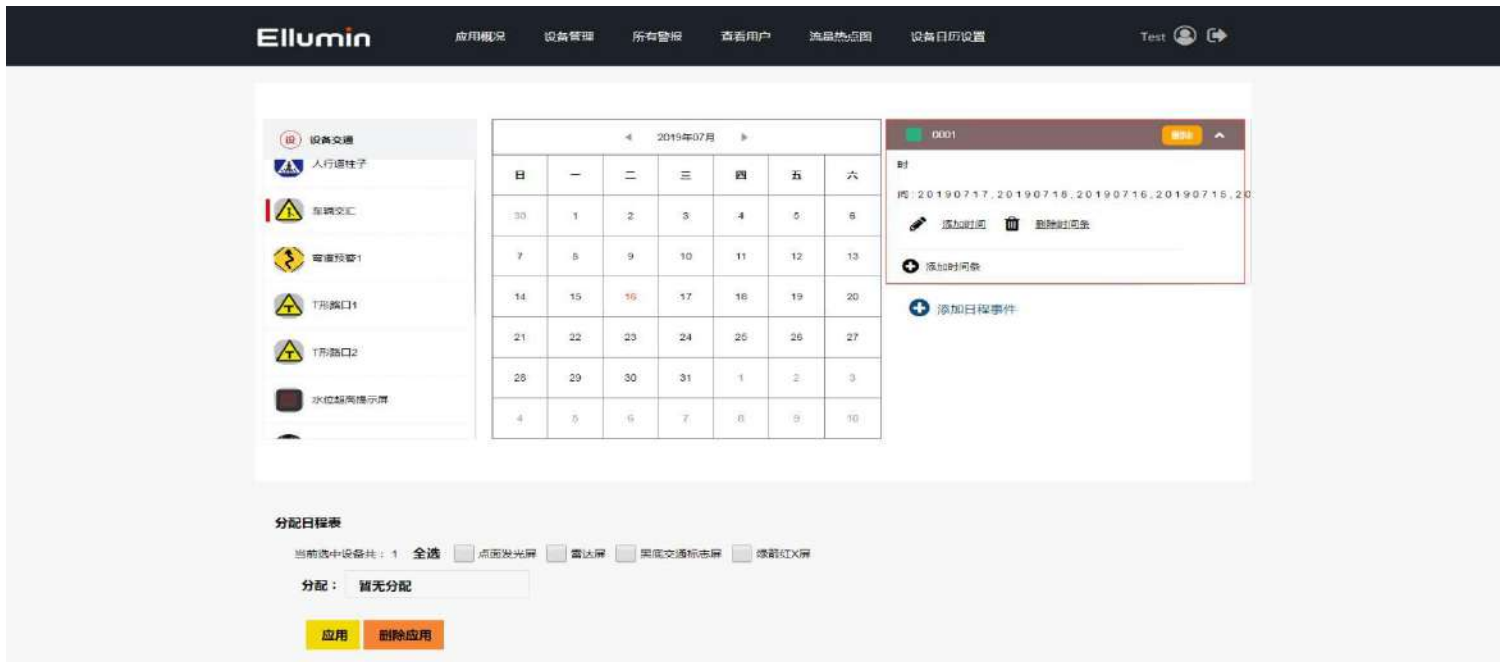 Ellumin 应用概况 设备管理 所有警报 查看用户 流量热点图 设备日历设置 Test
设 设备交通
人行道柱子
车辆交汇
弯道预警1
T形路口1
T形路口2
水位超高提示屏
2019年07月
日 一 二 三 四 五 六
30 1 2 3 4 5 6
7 8 9 10 11 12 13
14 15 16 17 18 19 20
21 22 23 24 25 26 27
28 29 30 31 1 2 3
4 5 6 7 8 9 10
0001 删除
时
间:20190717,20190718,20190716,20190715,20
添加时间 删除时间条
添加时间条
添加日程事件
分配日程表
当前选中设备共: 1 全选 点面发光屏 雷达屏 黑底交通标志屏 绿箭红X屏
分配: 暂无分配
应用 删除应用